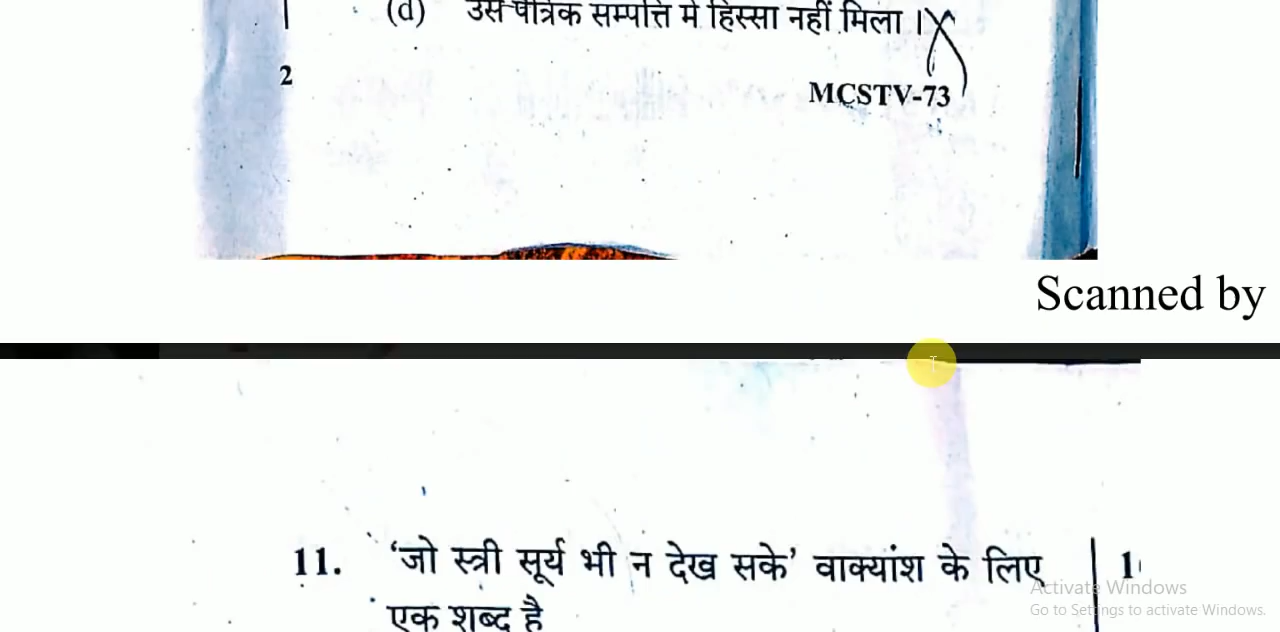 (d) उसे पैत्रिक सम्पत्ति में हिस्सा नहीं मिला ।
2
MCSTV-73
Scanned by
11. ‘जो स्त्री सूर्य भी न देख सके’ वाक्यांश के लिए
एक शब्द है
Activate Windows
Go to Settings to activate Windows.